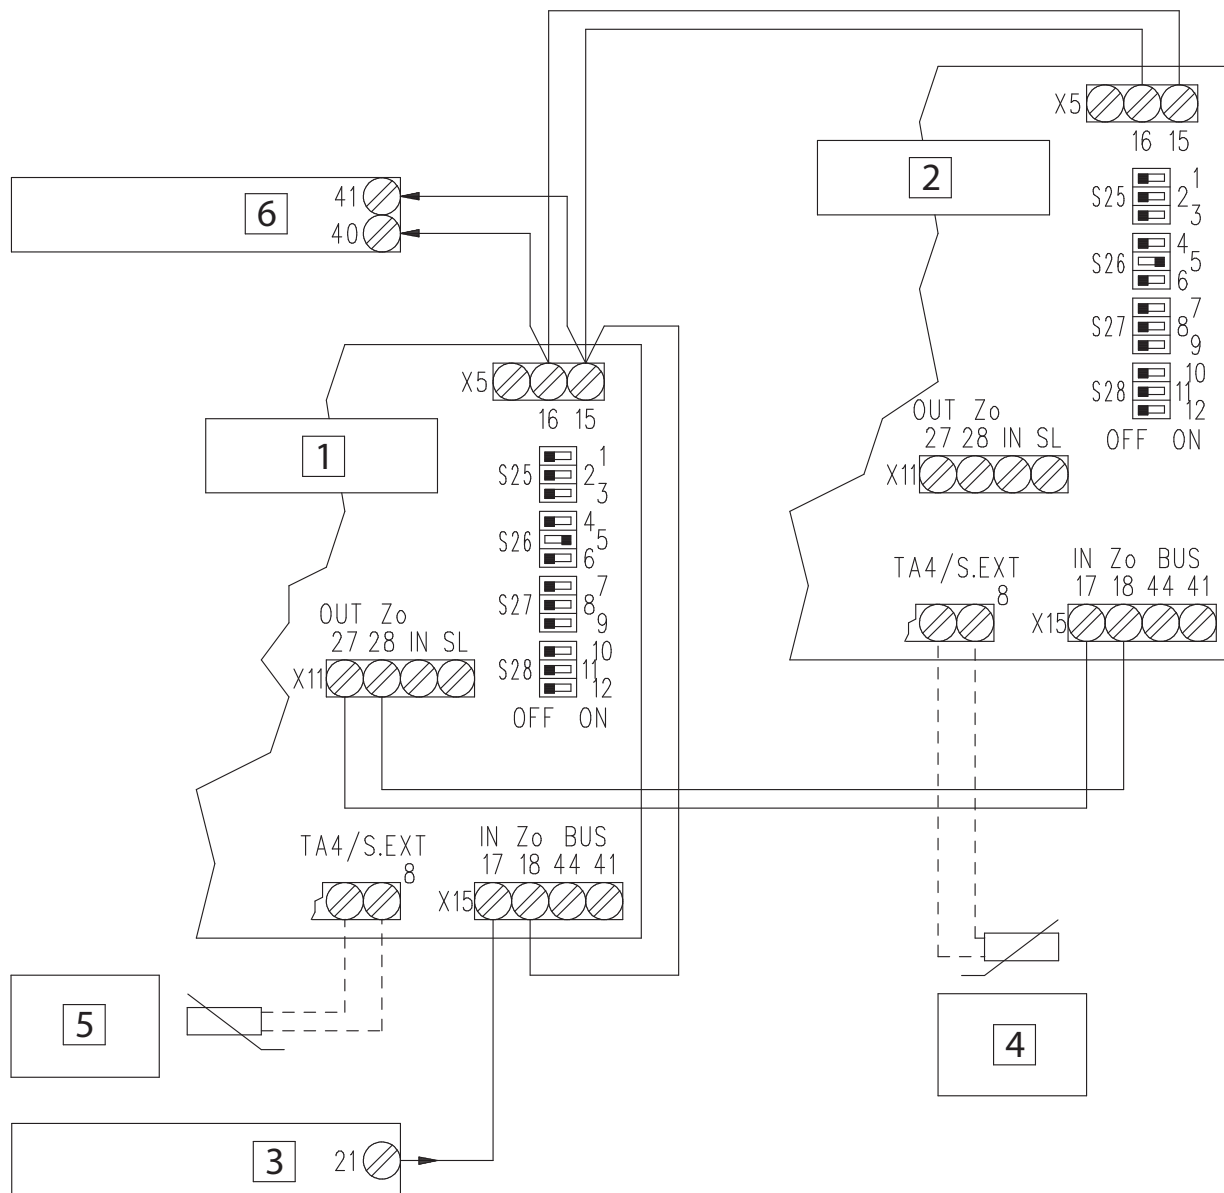 X5
16 15
2
S25 1 2 3
S26 4 5 6
S27 7 8 9
S28 10 11 12
OFF ON
OUT Zo
27 28 IN SL
X11
TA4/S.EXT
8
IN Zo BUS
17 18 44 41
X15
41
6
40
X5
16 15
1
S25 1 2 3
S26 4 5 6
S27 7 8 9
S28 10 11 12
OFF ON
OUT Zo
27 28 IN SL
X11
TA4/S.EXT
8
IN Zo BUS
17 18 44 41
X15
5
4
3
21